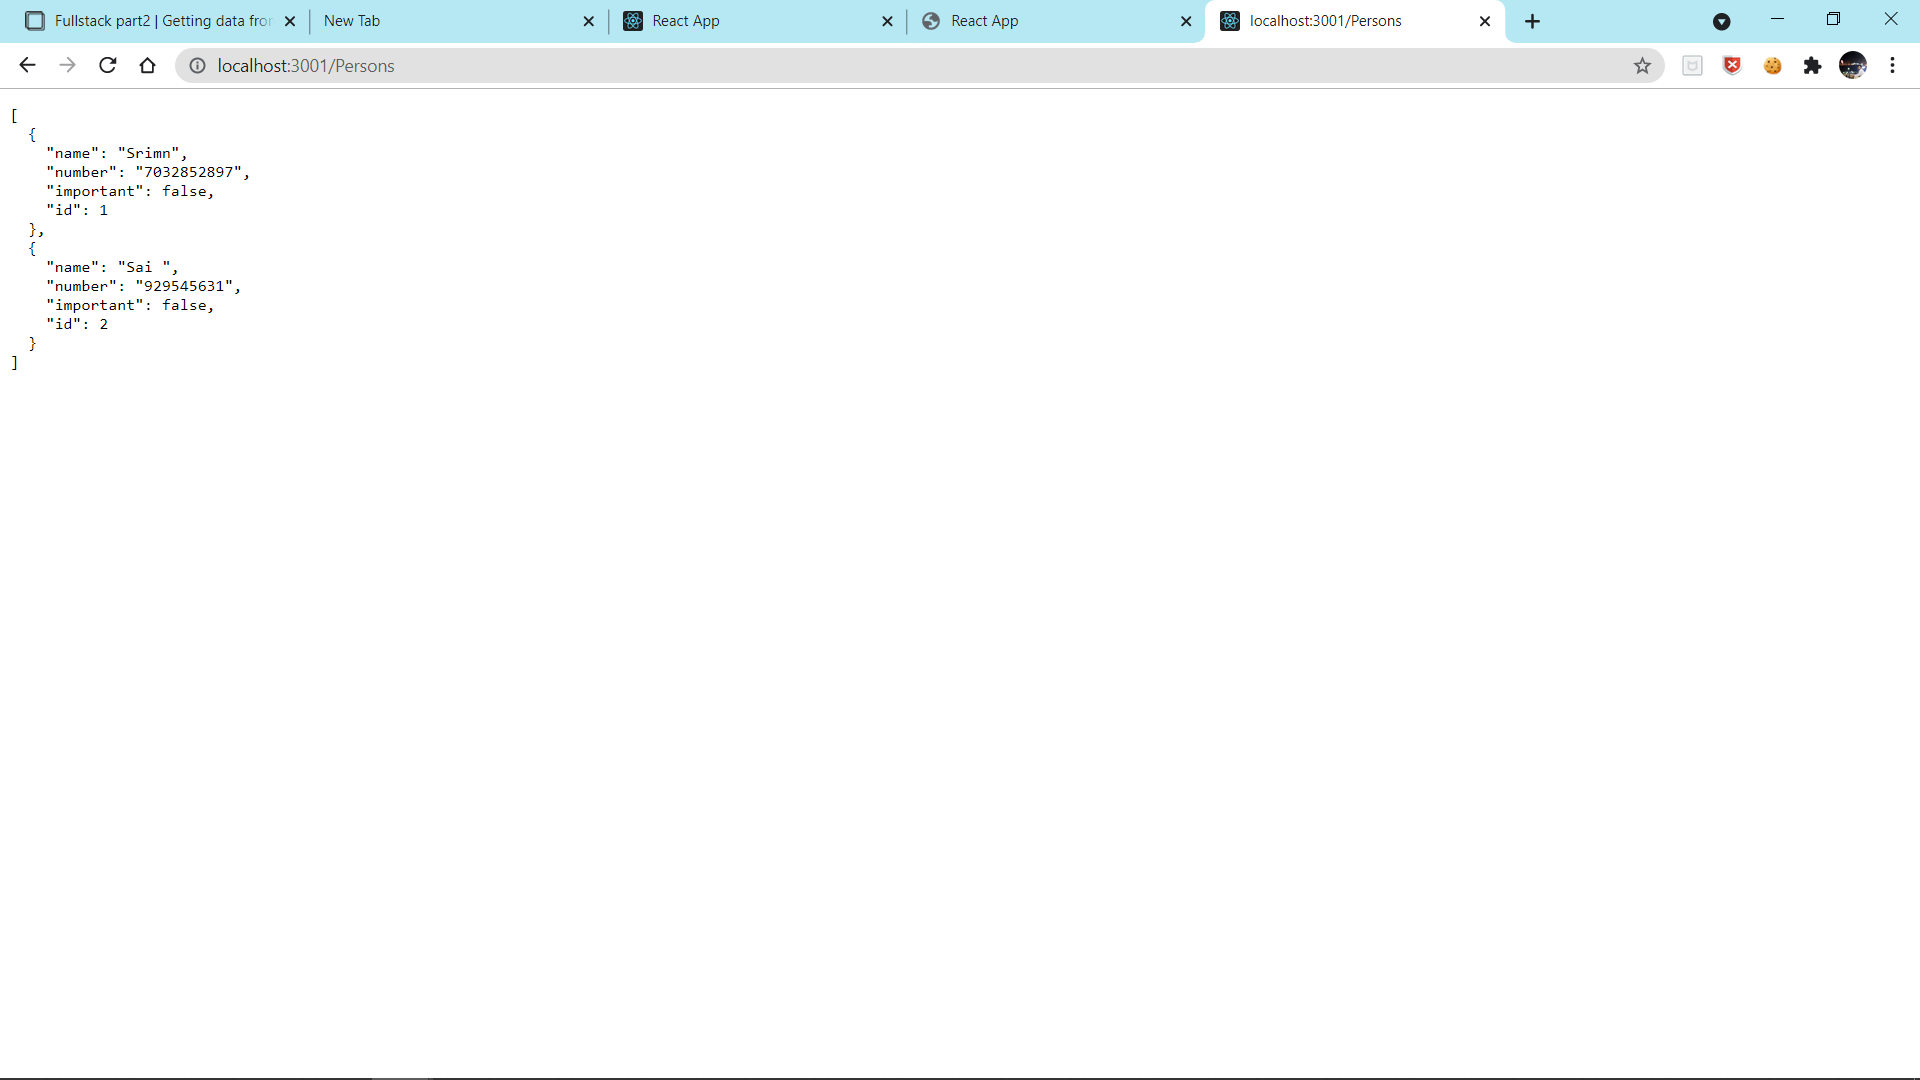 Fullstack part2 | Getting data from
New Tab
React App
React App
localhost:3001/Persons
localhost:3001/Persons
[
  {
    "name": "Srimn",
    "number": "7032852897",
    "important": false,
    "id": 1
  },
  {
    "name": "Sai ",
    "number": "929545631",
    "important": false,
    "id": 2
  }
]